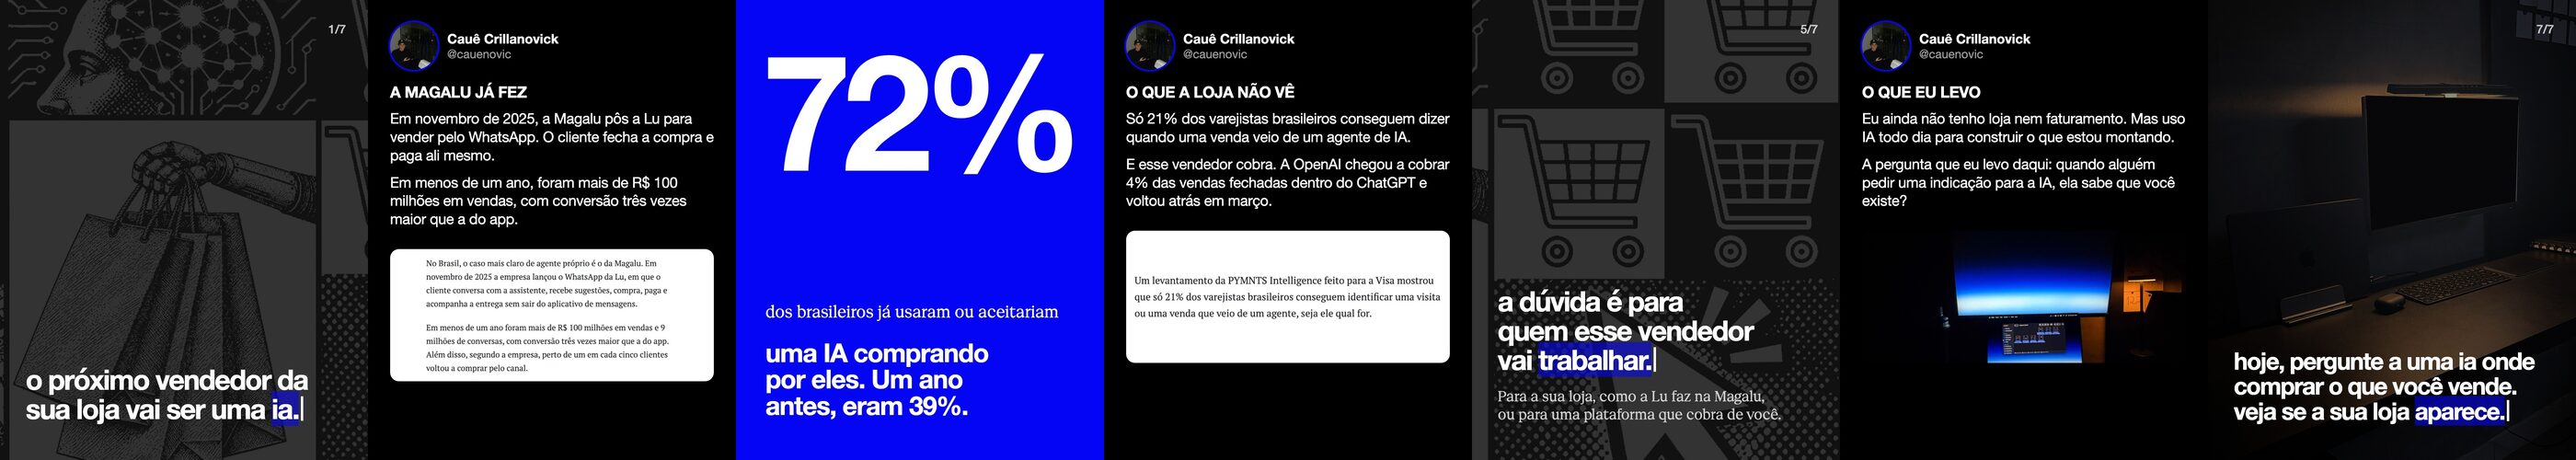 1/7
o próximo vendedor da
sua loja vai ser uma ia.
Cauê Crillanovick
@cauenovic
A MAGALU JÁ FEZ
Em novembro de 2025, a Magalu pôs a Lu para
vender pelo WhatsApp. O cliente fecha a compra e
paga ali mesmo.
Em menos de um ano, foram mais de R$ 100
milhões em vendas, com conversão três vezes
maior que a do app.
No Brasil, o caso mais claro de agente próprio é o da Magalu. Em
novembro de 2025 a empresa lançou o WhatsApp da Lu, em que o
cliente conversa com a assistente, recebe sugestões, compra, paga e
acompanha a entrega sem sair do aplicativo de mensagens.
Em menos de um ano foram mais de R$ 100 milhões em vendas e 9
milhões de conversas, com conversão três vezes maior que a do app.
Além disso, segundo a empresa, perto de um em cada cinco clientes
voltou a comprar pelo canal.
72%
dos brasileiros já usaram ou aceitariam
uma IA comprando
por eles. Um ano
antes, eram 39%.
Cauê Crillanovick
@cauenovic
O QUE A LOJA NÃO VÊ
Só 21% dos varejistas brasileiros conseguem dizer
quando uma venda veio de um agente de IA.
E esse vendedor cobra. A OpenAI chegou a cobrar
4% das vendas fechadas dentro do ChatGPT e
voltou atrás em março.
Um levantamento da PYMNTS Intelligence feito para a Visa mostrou
que só 21% dos varejistas brasileiros conseguem identificar uma visita
ou uma venda que veio de um agente, seja ele qual for.
5/7
a dúvida é para
quem esse vendedor
vai trabalhar.
Para a sua loja, como a Lu faz na Magalu,
ou para uma plataforma que cobra de você.
Cauê Crillanovick
@cauenovic
O QUE EU LEVO
Eu ainda não tenho loja nem faturamento. Mas uso
IA todo dia para construir o que estou montando.
A pergunta que eu levo daqui: quando alguém
pedir uma indicação para a IA, ela sabe que você
existe?
7/7
hoje, pergunte a uma ia onde
comprar o que você vende.
veja se a sua loja aparece.